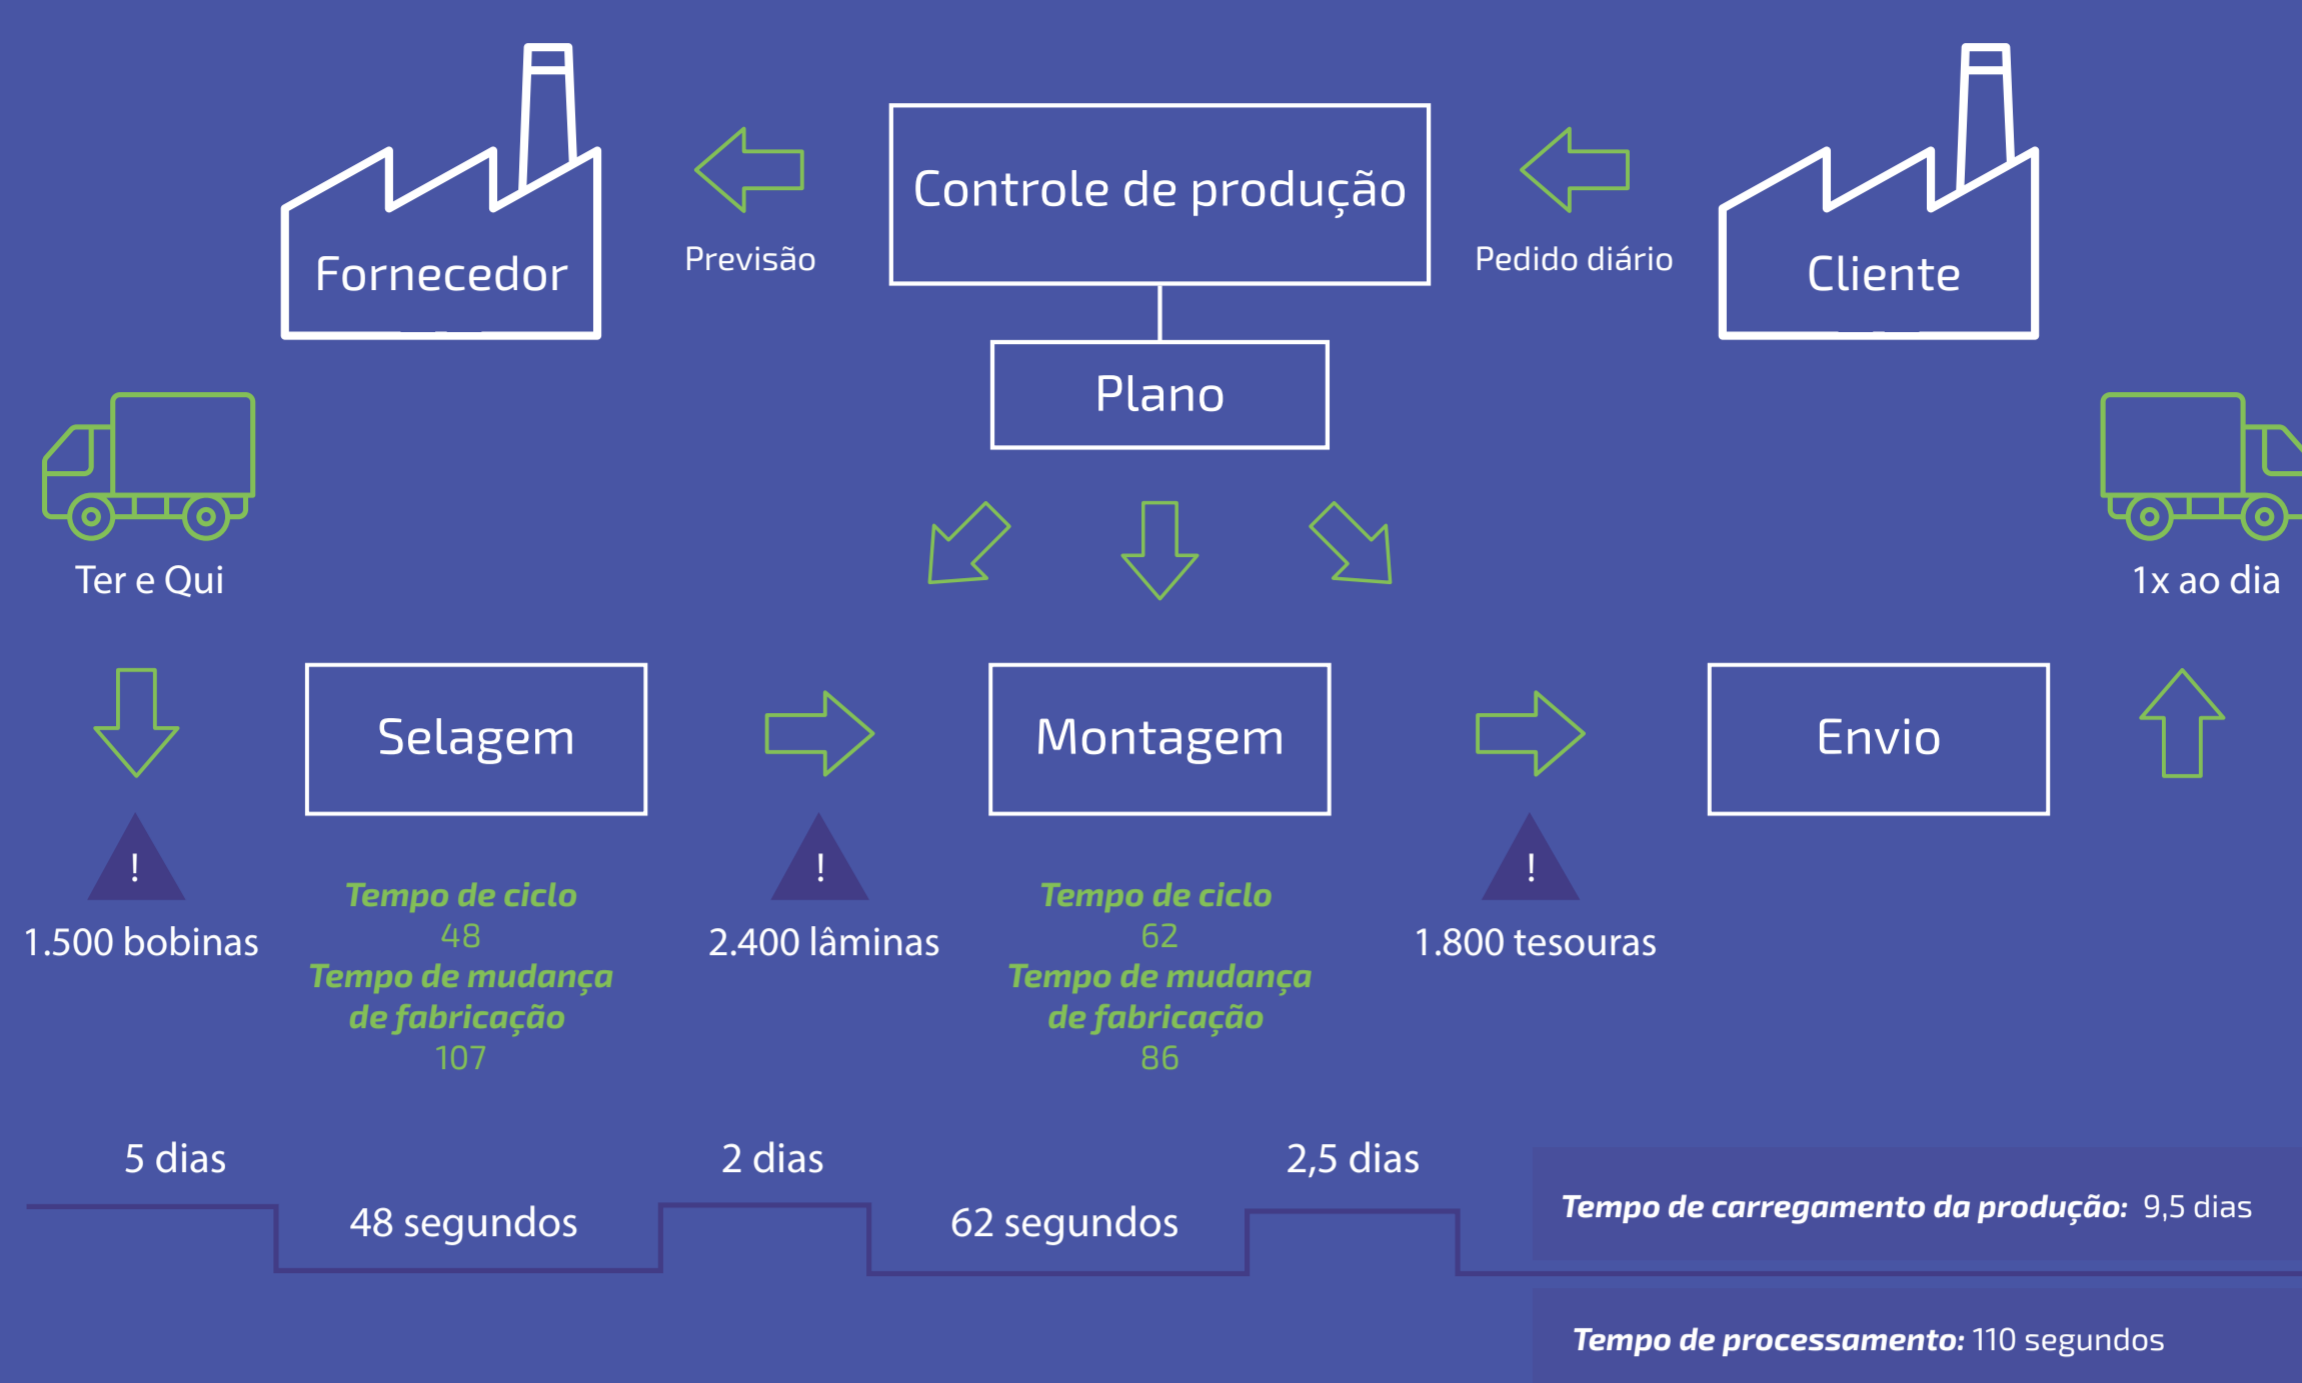 Fornecedor
Previsão
Controle de produção
Pedido diário
Cliente
Plano
Ter e Qui
1x ao dia
Selagem
Montagem
Envio
!
1.500 bobinas
Tempo de ciclo
48
Tempo de mudança
de fabricação
107
!
2.400 lâminas
Tempo de ciclo
62
Tempo de mudança
de fabricação
86
!
1.800 tesouras
5 dias
48 segundos
2 dias
62 segundos
2,5 dias
Tempo de carregamento da produção: 9,5 dias
Tempo de processamento: 110 segundos